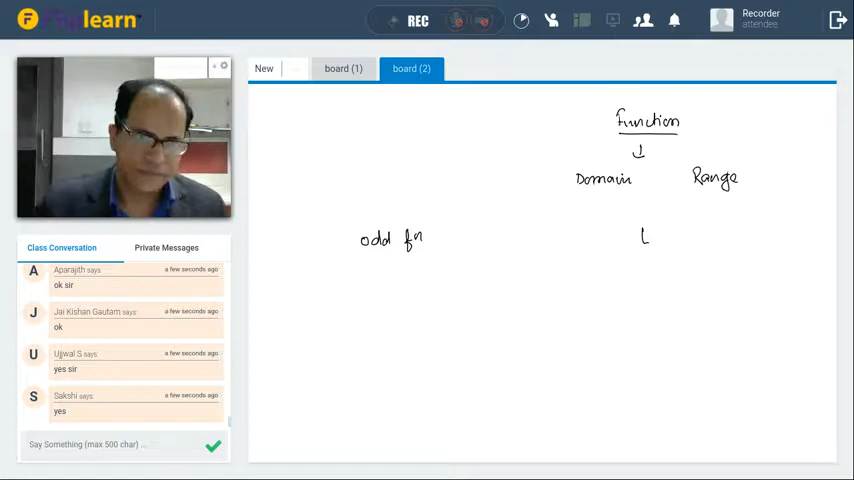 Finlearn
REC
Recorder
attendee
New
board (1)
board (2)
Function
Domain
Range
odd fn
Class Conversation
Private Messages
A
Aparajith says:
a few seconds ago
ok sir
J
Jai Kishan Gautam says:
a few seconds ago
ok
U
Ujjwal S says:
a few seconds ago
yes sir
S
Sakshi says:
a few seconds ago
yes
Say Something (max 500 char) ...